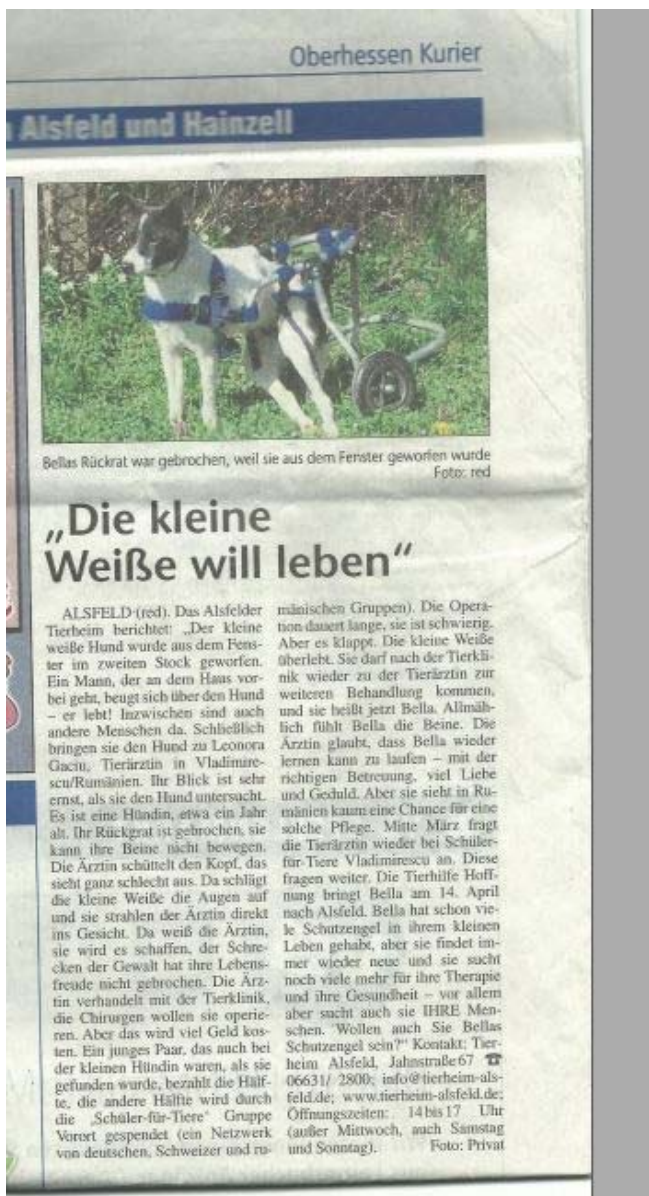 Oberhessen Kurier
Alsfeld und Hainzell
Bellas Rückrat war gebrochen, weil sie aus dem Fenster geworfen wurde
Foto: red
„Die kleine
Weiße will leben“
ALSFELD (red). Das Alsfelder
Tierheim berichtet: „Der kleine
weiße Hund wurde aus dem Fens-
ter im zweiten Stock geworfen.
Ein Mann, der an dem Haus vor-
bei geht, beugt sich über den Hund
– er lebt! Inzwischen sind auch
andere Menschen da. Schließlich
bringen sie den Hund zu Leonora
Gaciu, Tierärztin in Vladimire-
scu/Rumänien. Ihr Blick ist sehr
ernst, als sie den Hund untersucht.
Es ist eine Hündin, etwa ein Jahr
alt. Ihr Rückgrat ist gebrochen, sie
kann ihre Beine nicht bewegen.
Die Ärztin schüttelt den Kopf, das
sieht ganz schlecht aus. Da schlägt
die kleine Weiße die Augen auf
und sie strahlen der Ärztin direkt
ins Gesicht. Da weiß die Ärztin,
sie wird es schaffen, der Schre-
cken der Gewalt hat ihre Lebens-
freude nicht gebrochen. Die Ärz-
tin verhandelt mit der Tierklinik,
die Chirurgen wollen sie operie-
ren. Aber das wird viel Geld kos-
ten. Ein junges Paar, das auch bei
der kleinen Hündin waren, als sie
gefunden wurde, bezahlt die Hälf-
te, die andere Hälfte wird durch
die „Schüler-für-Tiere“ Gruppe
Vorort gespendet (ein Netzwerk
von deutschen, Schweizer und ru-
mänischen Gruppen). Die Opera-
tion dauert lange, sie ist schwierig.
Aber es klappt. Die kleine Weiße
überlebt. Sie darf nach der Tierkli-
nik wieder zu der Tierärztin zur
weiteren Behandlung kommen,
und sie heißt jetzt Bella. Allmäh-
lich fühlt Bella die Beine. Die
Ärztin glaubt, dass Bella wieder
lernen kann zu laufen – mit der
richtigen Betreuung, viel Liebe
und Geduld. Aber sie sieht in Ru-
mänien kaum eine Chance für eine
solche Pflege. Mitte März fragt
die Tierärztin wieder bei Schüler-
für-Tiere Vladimirescu an. Diese
fragen weiter. Die Tierhilfe Hoff-
nung bringt Bella am 14. April
nach Alsfeld. Bella hat schon vie-
le Schutzengel in ihrem kleinen
Leben gehabt, aber sie findet im-
mer wieder neue und sie sucht
noch viele mehr für ihre Therapie
und ihre Gesundheit – vor allem
aber sucht auch sie IHRE Men-
schen. Wollen auch Sie Bellas
Schutzengel sein?“ Kontakt: Tier-
heim Alsfeld, Jahnstraße 67 ☎
06631/ 2800; info@tierheim-als-
feld.de; www.tierheim-alsfeld.de;
Öffnungszeiten: 14 bis 17 Uhr
(außer Mittwoch, auch Samstag
und Sonntag). Foto: Privat